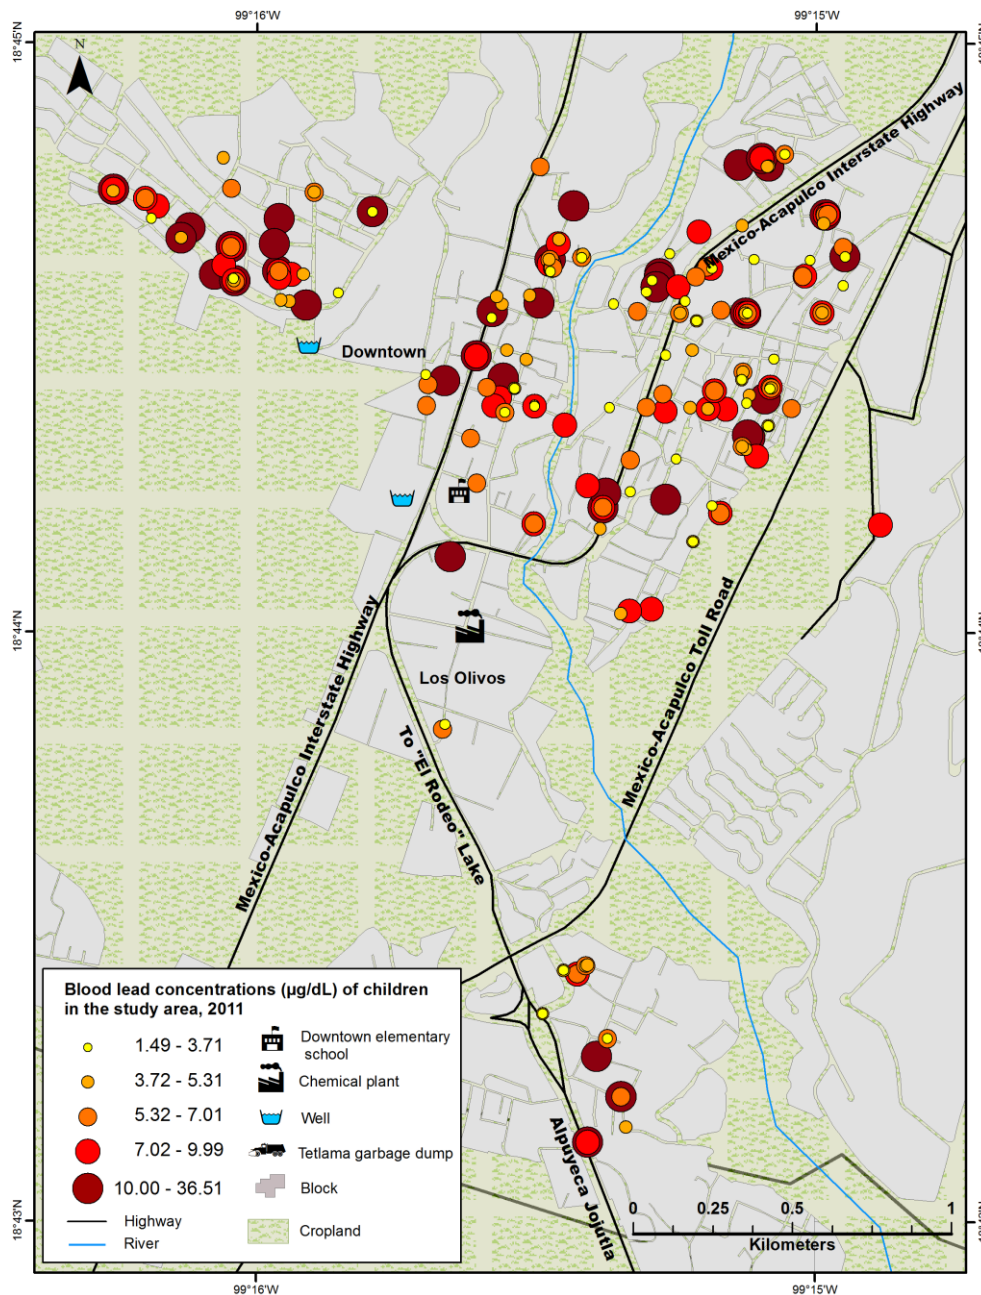 99°16'W
99°15'W
18°45'N
N
Mexico-Acapulco Interstate Highway
Mexico-Acapulco Interstate Highway
Downtown
18°44'N
Los Olivos
To "El Rodeo" Lake
Mexico-Acapulco Toll Road
Alpuyeca Jojutla
Blood lead concentrations (µg/dL) of children
in the study area, 2011
1.49 - 3.71
3.72 - 5.31
5.32 - 7.01
7.02 - 9.99
10.00 - 36.51
Highway
River
Downtown elementary
school
Chemical plant
Well
Tetlama garbage dump
Block
Cropland
0
0.25
0.5
1
Kilometers
18°43'N
99°16'W
99°15'W